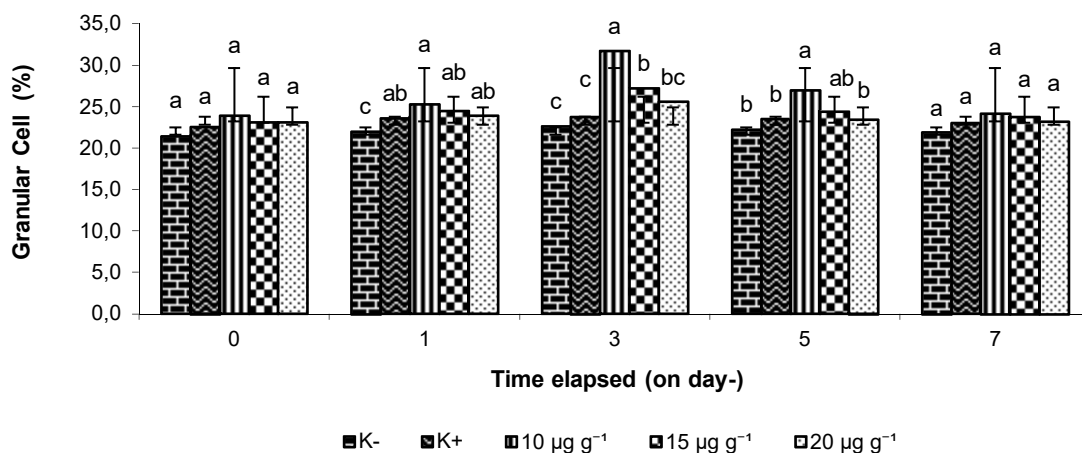 Granular Cell (%)
35,0
30,0
25,0
20,0
15,0
10,0
5,0
0,0
a a a a a
c ab a ab ab
c c a b bc
b b a ab b
a a a a a
0 1 3 5 7
Time elapsed (on day-)
K- K+ 10 µg g⁻¹ 15 µg g⁻¹ 20 µg g⁻¹